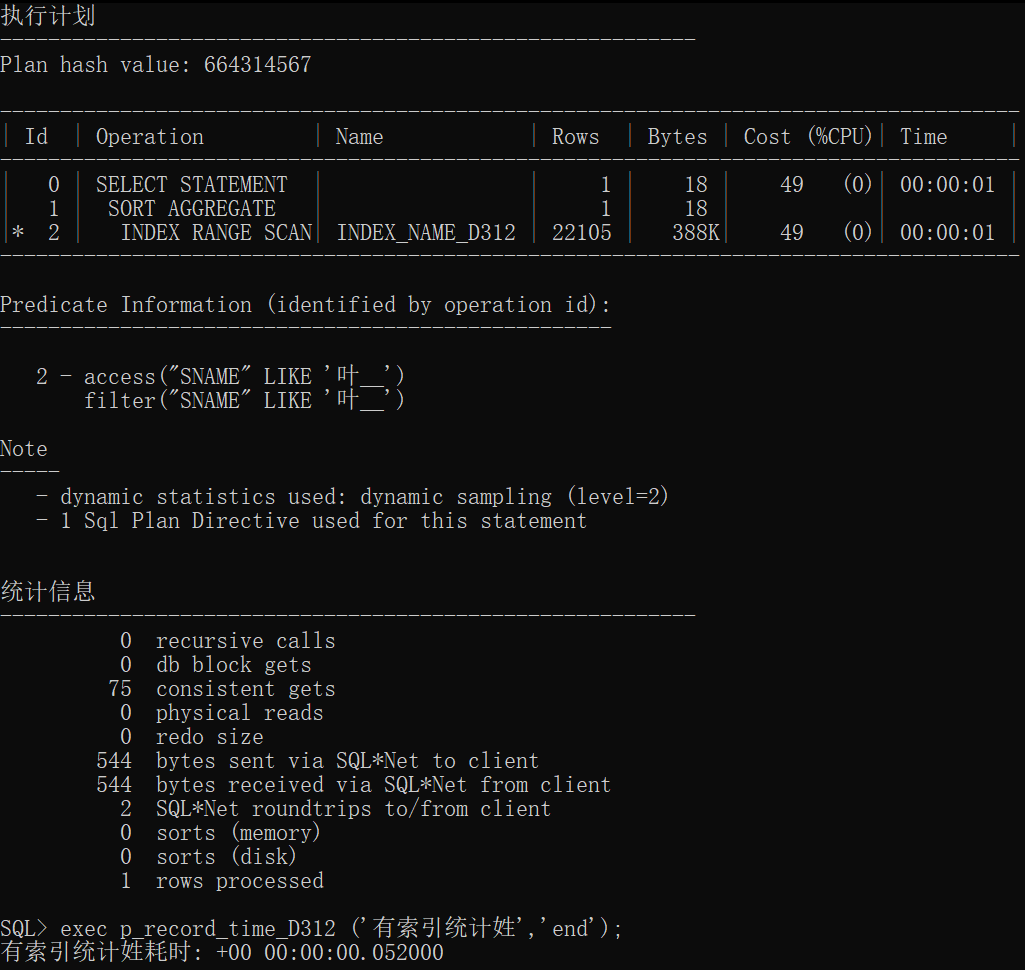 执行计划
----------------------------------------------------------
Plan hash value: 664314567

-------------------------------------------------------------------------------------
| Id  | Operation         | Name            | Rows  | Bytes | Cost (%CPU)| Time     |
-------------------------------------------------------------------------------------
|   0 | SELECT STATEMENT  |                 |     1 |    18 |    49   (0)| 00:00:01 |
|   1 |  SORT AGGREGATE   |                 |     1 |    18 |            |          |
|*  2 |   INDEX RANGE SCAN| INDEX_NAME_D312 | 22105 |   388K|    49   (0)| 00:00:01 |
-------------------------------------------------------------------------------------

Predicate Information (identified by operation id):
---------------------------------------------------

   2 - access("SNAME" LIKE '叶__')
       filter("SNAME" LIKE '叶__')

Note
-----
   - dynamic statistics used: dynamic sampling (level=2)
   - 1 Sql Plan Directive used for this statement


统计信息
----------------------------------------------------------
          0  recursive calls
          0  db block gets
         75  consistent gets
          0  physical reads
          0  redo size
        544  bytes sent via SQL*Net to client
        544  bytes received via SQL*Net from client
          2  SQL*Net roundtrips to/from client
          0  sorts (memory)
          0  sorts (disk)
          1  rows processed

SQL> exec p_record_time_D312 ('有索引统计姓','end');
有索引统计姓耗时: +00 00:00:00.052000